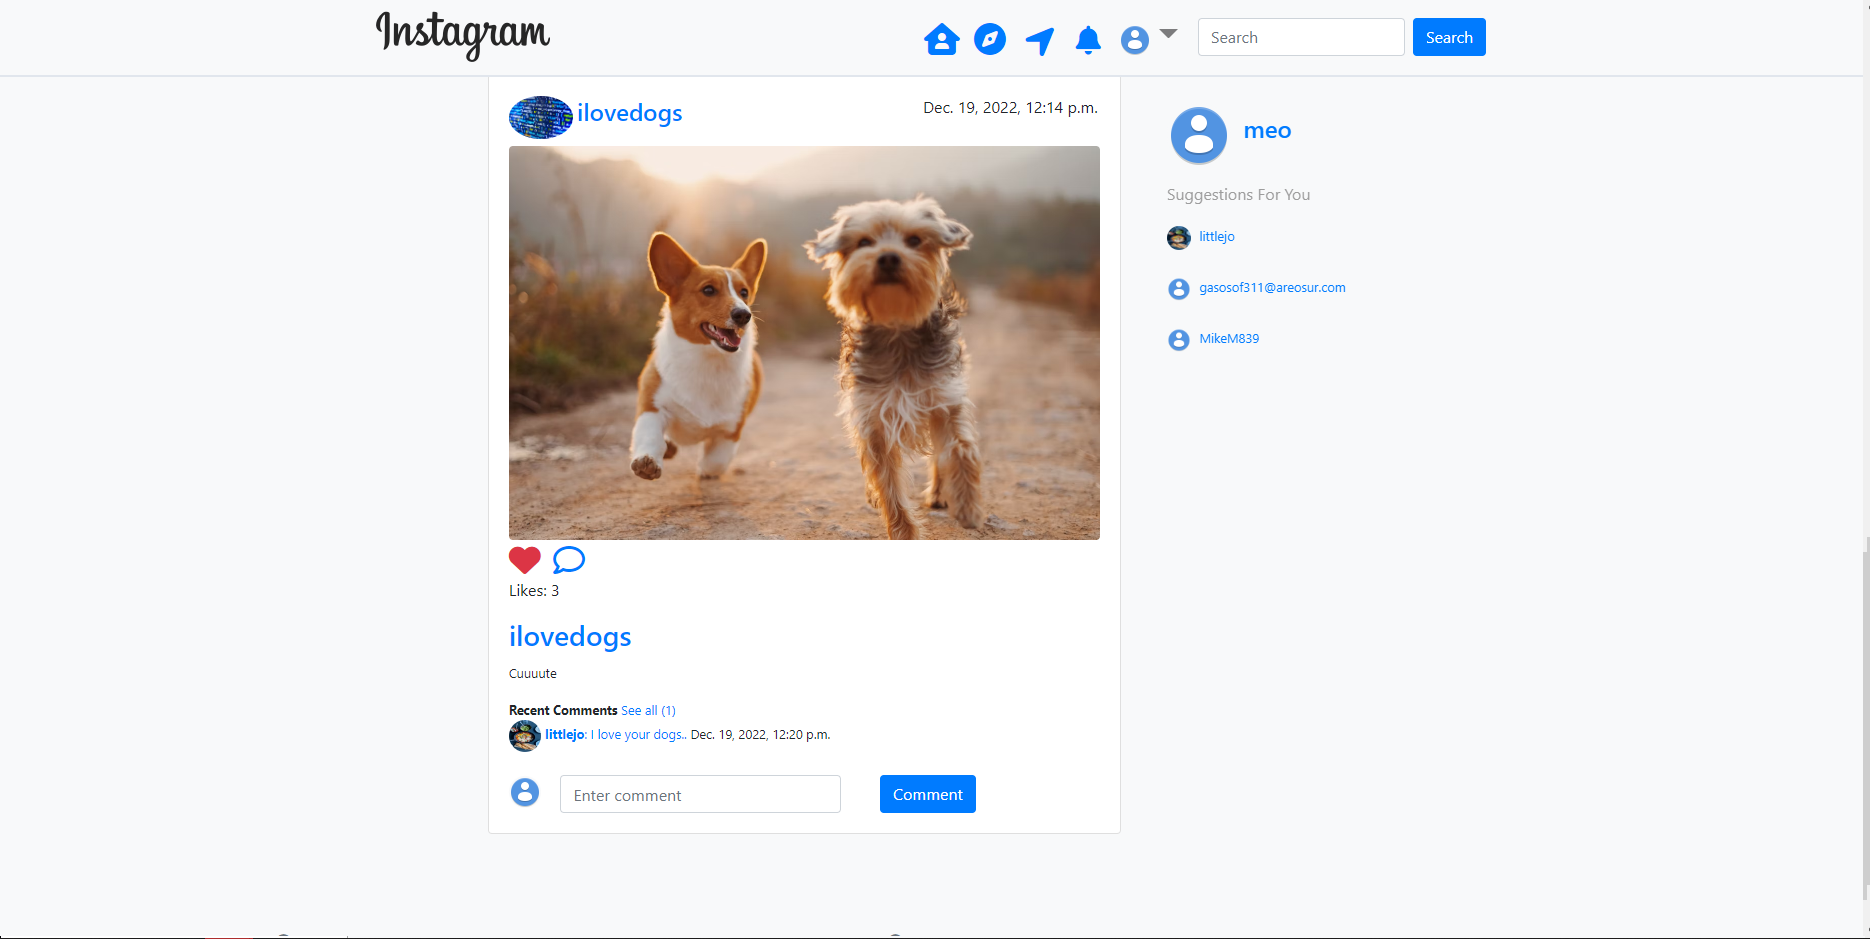 Instagram
Search
Search
ilovedogs
Dec. 19, 2022, 12:14 p.m.
Likes: 3
ilovedogs
Cuuuute
Recent Comments See all (1)
littlejo: I love your dogs.. Dec. 19, 2022, 12:20 p.m.
Enter comment
Comment
meo
Suggestions For You
littlejo
gasosof311@areosur.com
MikeM839